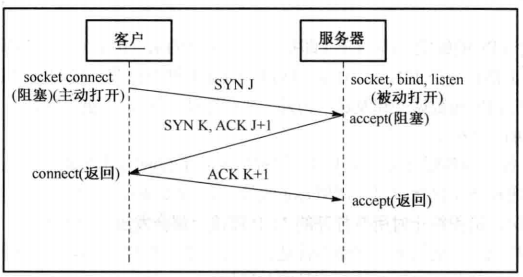 客户
服务器
socket connect
(阻塞)(主动打开)
SYN J
socket, bind, listen
(被动打开)
accept(阻塞)
SYN K, ACK J+1
connect(返回)
ACK K+1
accept(返回)